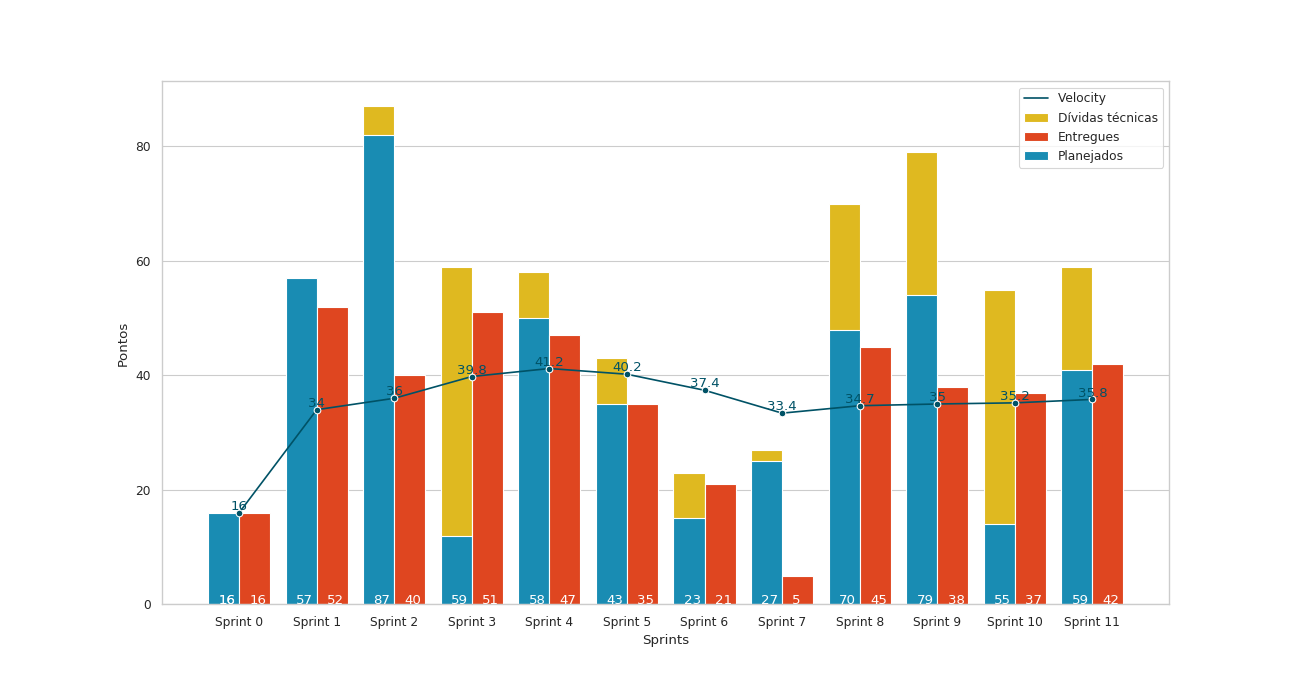 Velocity
Dívidas técnicas
Entregues
Planejados
80
60
40
20
0
Pontos
16
34
36
39.8
41.2
40.2
37.4
33.4
34.7
35
35.2
35.8
16 16 57 52 87 40 59 51 58 47 43 35 23 21 27 5 70 45 79 38 55 37 59 42
Sprint 0 Sprint 1 Sprint 2 Sprint 3 Sprint 4 Sprint 5 Sprint 6 Sprint 7 Sprint 8 Sprint 9 Sprint 10 Sprint 11
Sprints